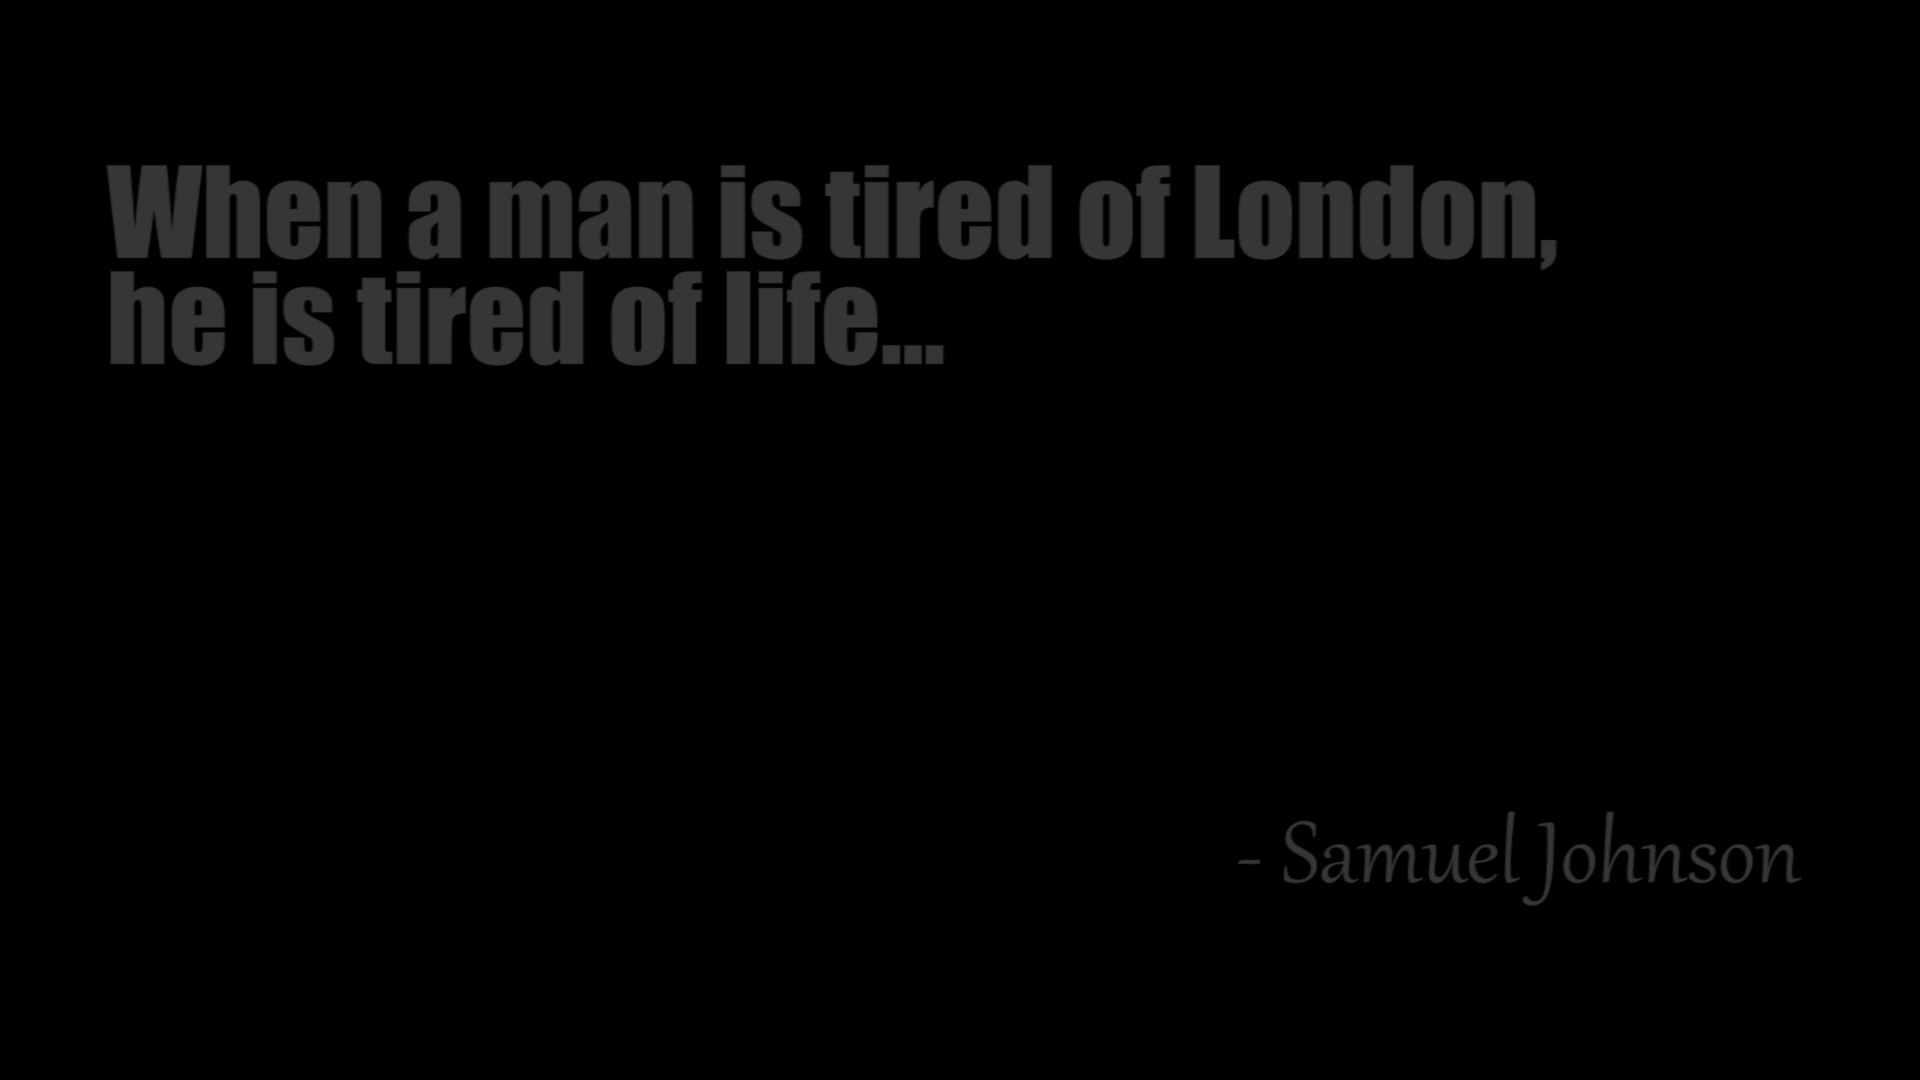 When a man is tired of London,
he is tired of life...
- Samuel Johnson